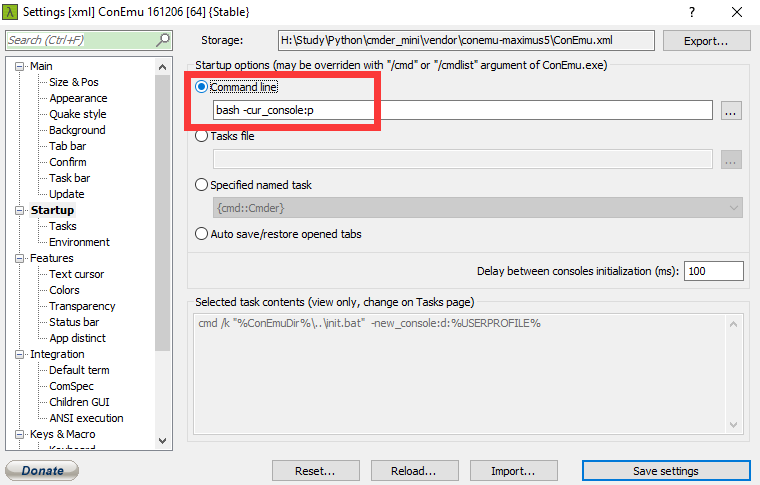 Settings [xml] ConEmu 161206 [64] {Stable}
Search (Ctrl+F)
Storage:
H:\Study\Python\cmder_mini\vendor\conemu-maximus5\ConEmu.xml
Export...
Main
Size & Pos
Appearance
Quake style
Background
Tab bar
Confirm
Task bar
Update
Startup
Tasks
Environment
Features
Text cursor
Colors
Transparency
Status bar
App distinct
Integration
Default term
ComSpec
Children GUI
ANSI execution
Keys & Macro
Startup options (may be overriden with "/cmd" or "/cmdlist" argument of ConEmu.exe)
Command line
bash -cur_console:p
...
Tasks file
...
Specified named task
{cmd::Cmder}
Auto save/restore opened tabs
Delay between consoles initialization (ms):
100
Selected task contents (view only, change on Tasks page)
cmd /k "%ConEmuDir%\..\init.bat"  -new_console:d:%USERPROFILE%
Donate
Reset...
Reload...
Import...
Save settings